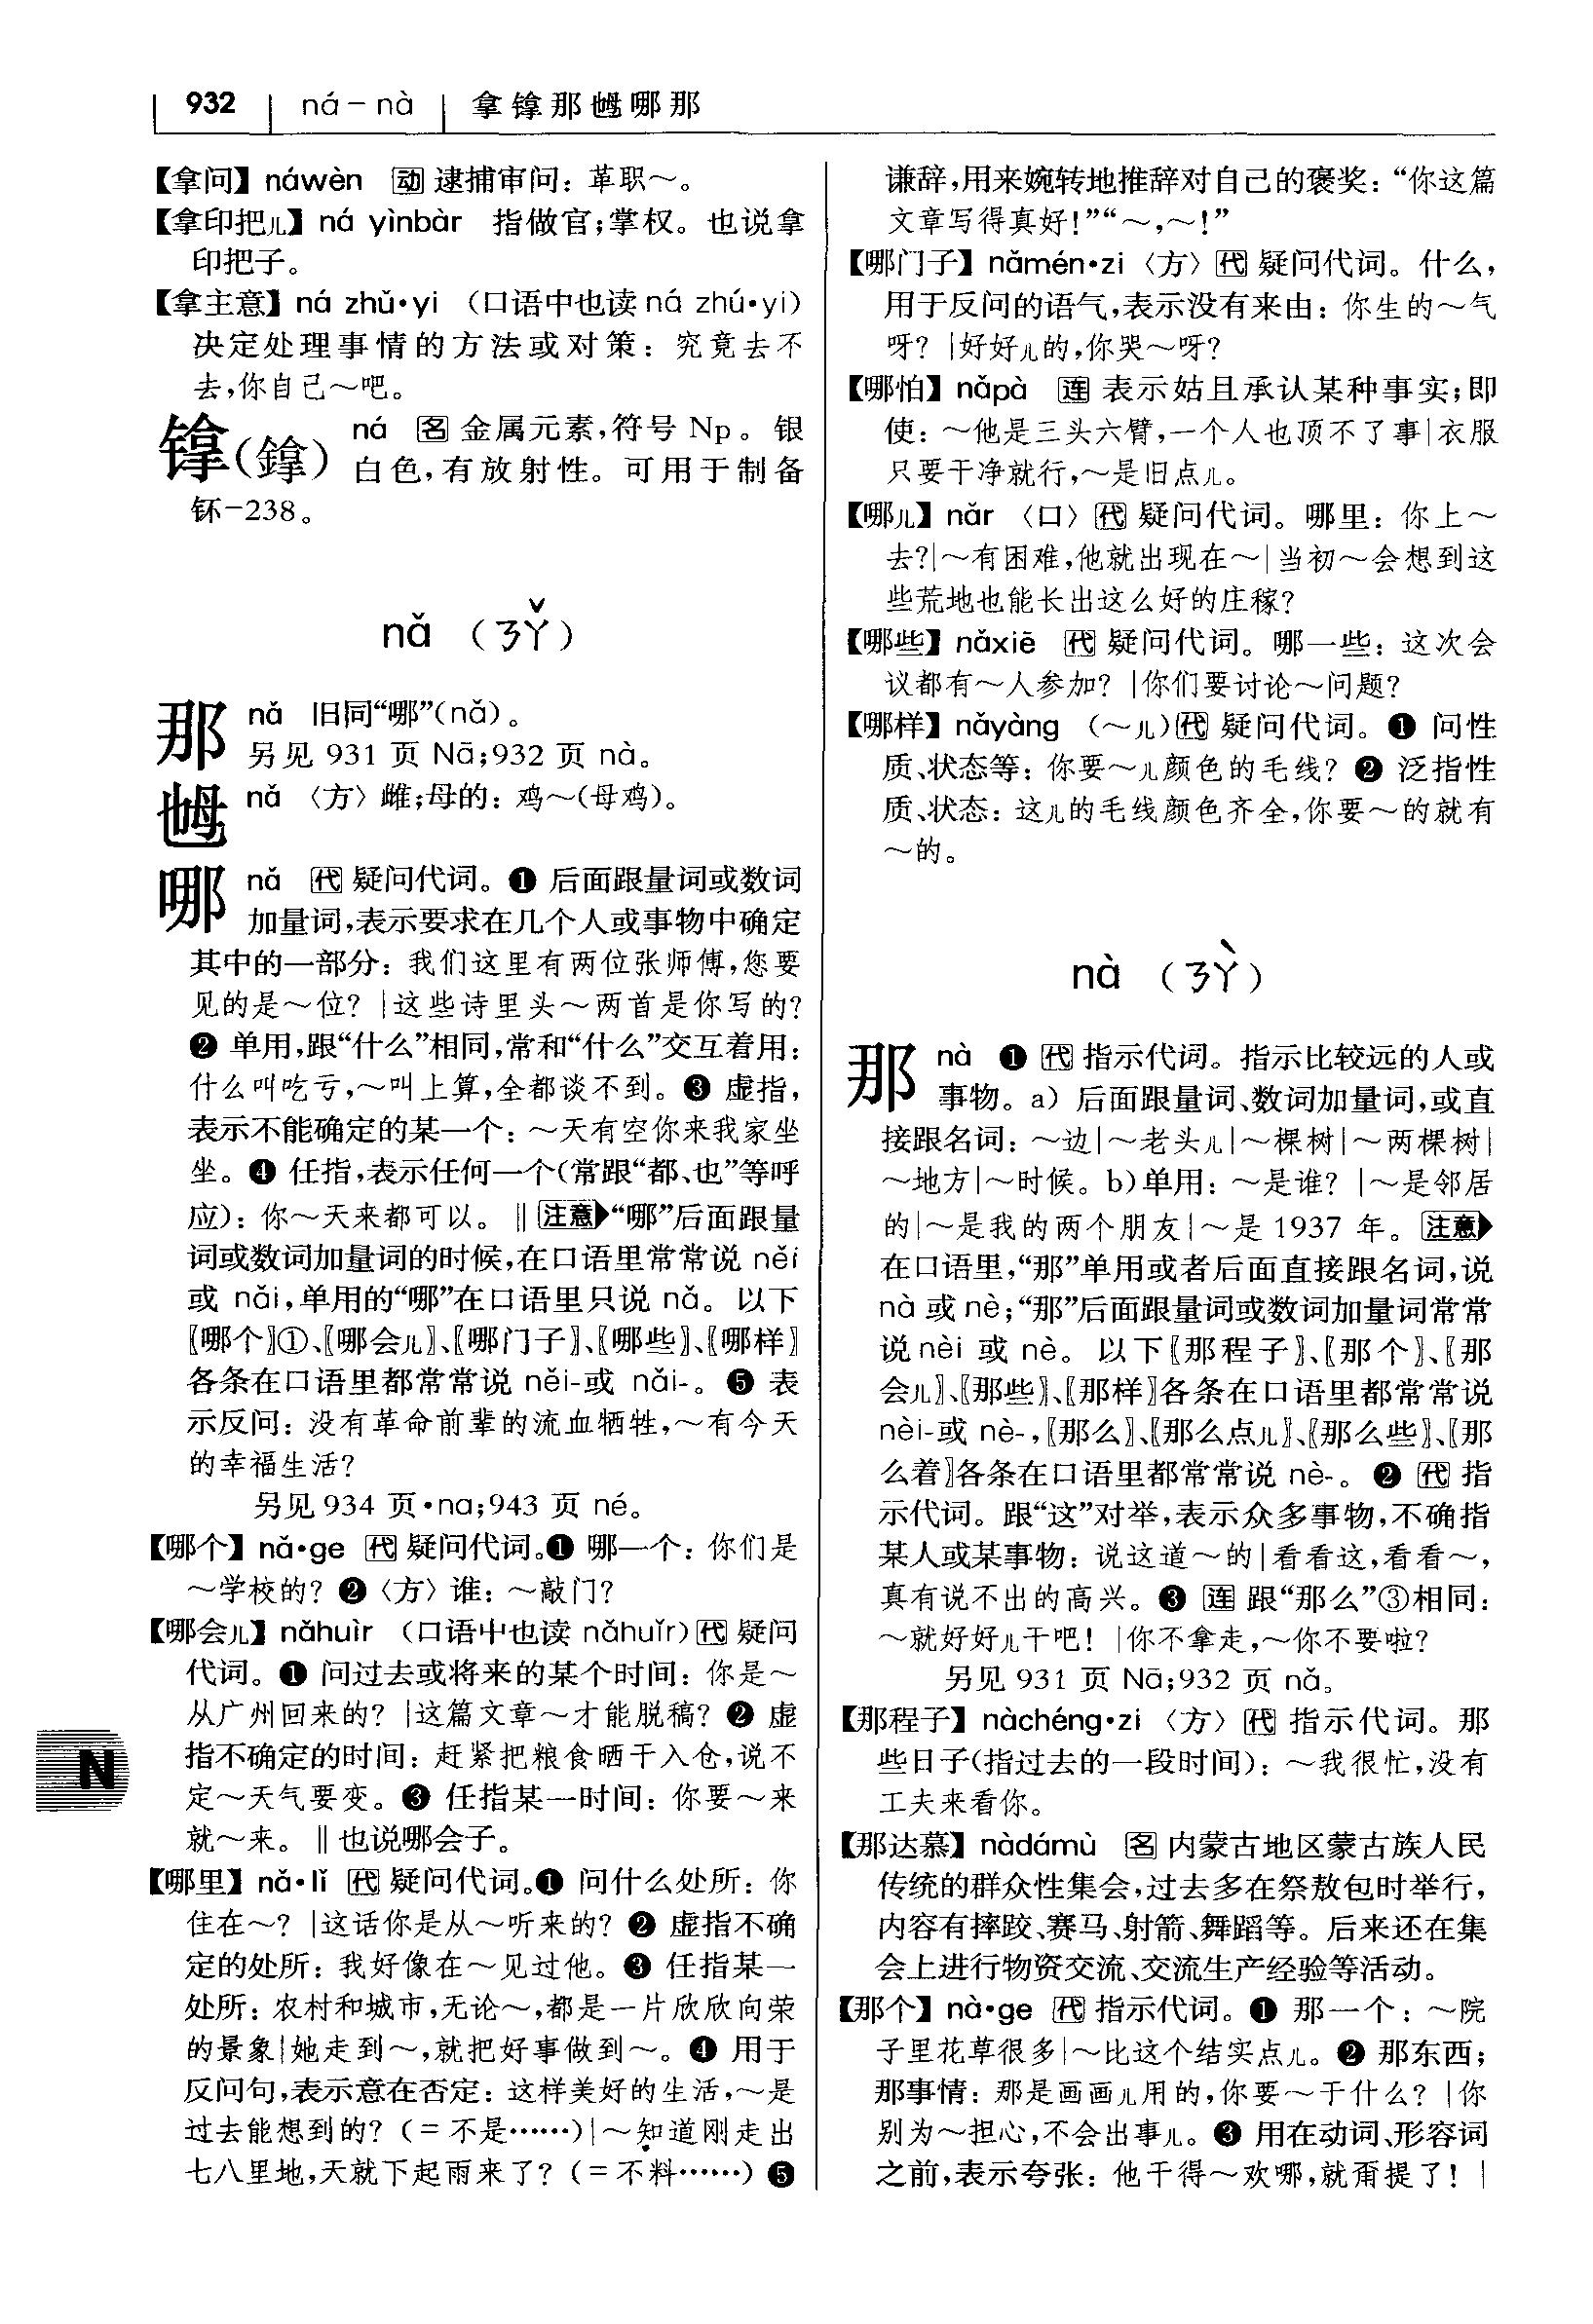 932 ná－nà 拿镎那乸哪那
【拿问】náwèn 动 逮捕审问：革职～。
【拿印把儿】ná yìnbàr 指做官；掌权。也说拿
印把子。
【拿主意】ná zhǔ•yi （口语中也读 ná zhú•yi）
决定处理事情的方法或对策：究竟去不
去，你自己～吧。
镎（鎿） ná 名 金属元素，符号 Np。银
白色，有放射性。可用于制备
钚-238。
nǎ （ㄋㄚˇ）
那 nǎ 旧同“哪”(nǎ)。
另见 931 页 Nā；932 页 nà。
乸 nǎ 〈方〉雌；母的：鸡～（母鸡）。
哪 nǎ 代 疑问代词。❶ 后面跟量词或数词
加量词，表示要求在几个人或事物中确定
其中的一部分：我们这里有两位张师傅，您要
见的是～位？|这些诗里头～两首是你写的？
❷ 单用，跟“什么”相同，常和“什么”交互着用：
什么叫吃亏，～叫上算，全都谈不到。❸ 虚指，
表示不能确定的某一个：～天有空你来我家坐
坐。❹ 任指，表示任何一个（常跟“都、也”等呼
应）：你～天来都可以。‖注意▶“哪”后面跟量
词或数词加量词的时候，在口语里常常说 něi
或 nǎi，单用的“哪”在口语里只说 nǎ。以下
〖哪个〗①、〖哪会儿〗、〖哪门子〗、〖哪些〗、〖哪样〗
各条在口语里都常常说 něi-或 nǎi-。❺ 表
示反问：没有革命前辈的流血牺牲，～有今天
的幸福生活？
另见 934 页•na；943 页 né。
【哪个】nǎ•ge 代 疑问代词。❶ 哪一个：你们是
～学校的？❷〈方〉谁：～敲门？
【哪会儿】nǎhuìr （口语中也读 nǎhuǐr）代 疑问
代词。❶ 问过去或将来的某个时间：你是～
从广州回来的？|这篇文章～才能脱稿？❷ 虚
指不确定的时间：赶紧把粮食晒干入仓，说不
定～天气要变。❸ 任指某一时间：你要～来
就～来。‖也说哪会子。
【哪里】nǎ•lǐ 代 疑问代词。❶ 问什么处所：你
住在～？|这话你是从～听来的？❷ 虚指不确
定的处所：我好像在～见过他。❸ 任指某一
处所：农村和城市，无论～，都是一片欣欣向荣
的景象|她走到～，就把好事做到～。❹ 用于
反问句，表示意在否定：这样美好的生活，～是
过去能想到的？（＝不是……）|～知道刚走出
七八里地，天就下起雨来了？（＝不料……）❺
谦辞，用来婉转地推辞对自己的褒奖：“你这篇
文章写得真好！”“～，～！”
【哪门子】nǎmén•zi〈方〉代 疑问代词。什么，
用于反问的语气，表示没有来由：你生的～气
呀？|好好儿的，你哭～呀？
【哪怕】nǎpà 连 表示姑且承认某种事实；即
使：～他是三头六臂，一个人也顶不了事|衣服
只要干净就行，～是旧点儿。
【哪儿】nǎr〈口〉代 疑问代词。哪里：你上～
去？|～有困难，他就出现在～|当初～会想到这
些荒地也能长出这么好的庄稼？
【哪些】nǎxiē 代 疑问代词。哪一些：这次会
议都有～人参加？|你们要讨论～问题？
【哪样】nǎyàng （～儿）代 疑问代词。❶ 问性
质、状态等：你要～儿颜色的毛线？❷ 泛指性
质、状态：这儿的毛线颜色齐全，你要～的就有
～的。
nà （ㄋㄚˋ）
那 nà ❶ 代 指示代词。指示比较远的人或
事物。a）后面跟量词、数词加量词，或直
接跟名词：～边|～老头儿|～棵树|～两棵树|
～地方|～时候。b）单用：～是谁？|～是邻居
的|～是我的两个朋友|～是 1937 年。注意▶
在口语里，“那”单用或者后面直接跟名词，说
nà 或 nè；“那”后面跟量词或数词加量词常常
说 nèi 或 nè。以下〖那程子〗、〖那个〗、〖那
会儿〗、〖那些〗、〖那样〗各条在口语里都常常说
nèi-或 nè-，〖那么〗、〖那么点儿〗、〖那么些〗、〖那
么着〗各条在口语里都常常说 nè-。❷ 代 指
示代词。跟“这”对举，表示众多事物，不确指
某人或某事物：说这道～的|看看这，看看～，
真有说不出的高兴。❸ 连 跟“那么”③相同：
～就好好儿干吧！|你不拿走，～你不要啦？
另见 931 页 Nā；932 页 nǎ。
【那程子】nàchéng•zi〈方〉代 指示代词。那
些日子（指过去的一段时间）：～我很忙，没有
工夫来看你。
【那达慕】nàdámù 名 内蒙古地区蒙古族人民
传统的群众性集会，过去多在祭敖包时举行，
内容有摔跤、赛马、射箭、舞蹈等。后来还在集
会上进行物资交流、交流生产经验等活动。
【那个】nà•ge 代 指示代词。❶ 那一个：～院
子里花草很多|～比这个结实点儿。❷ 那东西；
那事情：那是画画儿用的，你要～干什么？|你
别为～担心，不会出事儿。❸ 用在动词、形容词
之前，表示夸张：他干得～欢哪，就甭提了！|
N